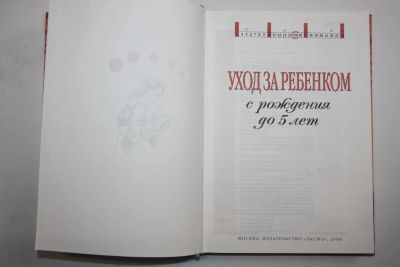 УХОД ЗА РЕБЕНКОМ
с рождения
до 5 лет
МОСКВА, ИЗДАТЕЛЬСТВО «ЭКСМО», 2006